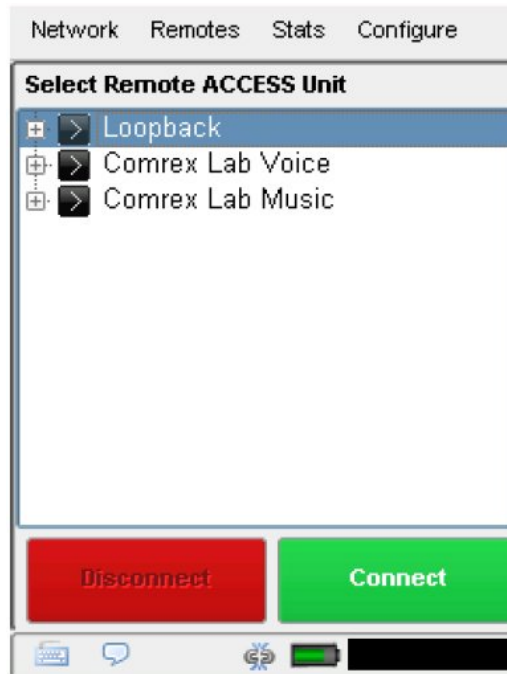 Network Remotes Stats Configure
Select Remote ACCESS Unit
Loopback
Comrex Lab Voice
Comrex Lab Music
Disconnect Connect